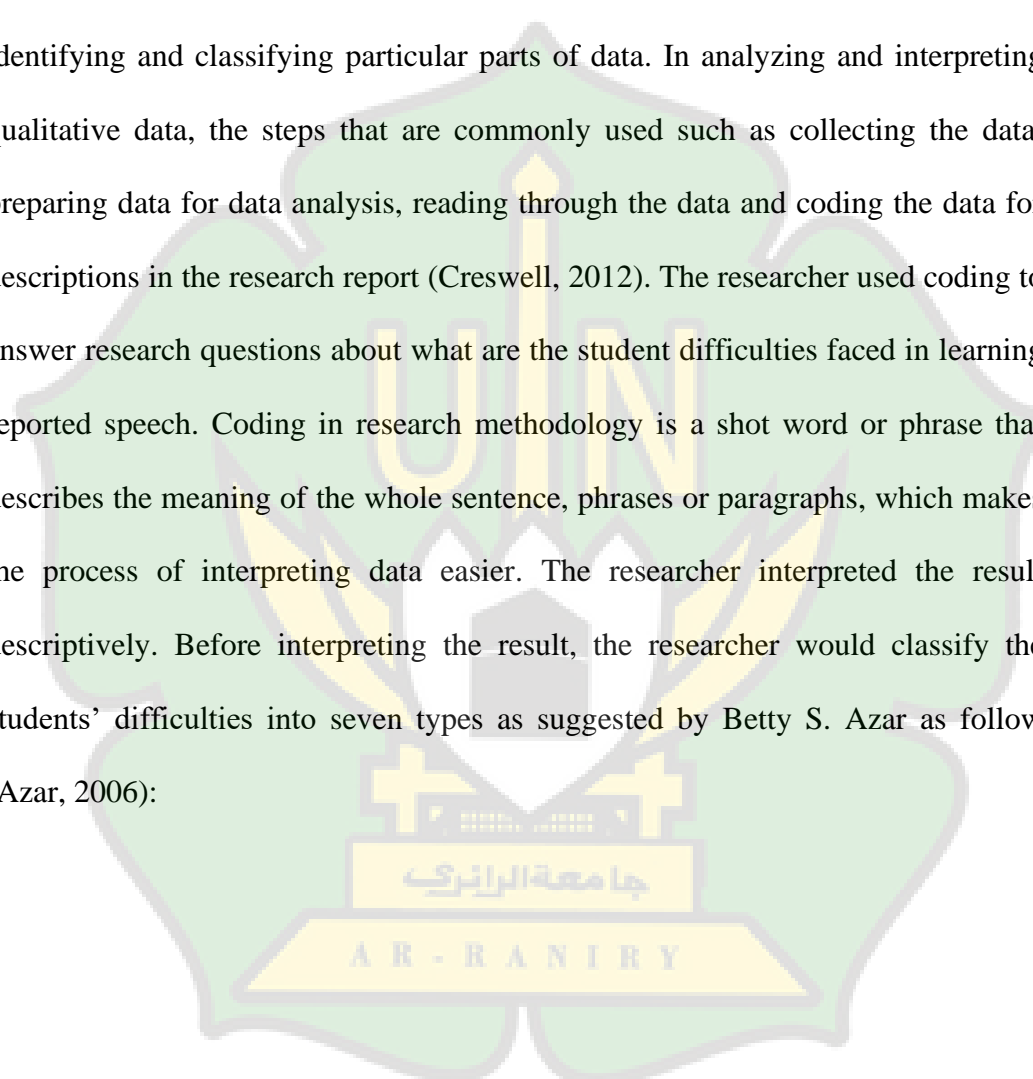 dentifying and classifying particular parts of data. In analyzing and interpreting
qualitative data, the steps that are commonly used such as collecting the data
preparing data for data analysis, reading through the data and coding the data for
descriptions in the research report (Creswell, 2012). The researcher used coding to
answer research questions about what are the student difficulties faced in learning
reported speech. Coding in research methodology is a shot word or phrase that
describes the meaning of the whole sentence, phrases or paragraphs, which makes
the process of interpreting data easier. The researcher interpreted the result
descriptively. Before interpreting the result, the researcher would classify the
students’ difficulties into seven types as suggested by Betty S. Azar as follow
(Azar, 2006):
UIN
جامعةالرانري
AR-RANIRY